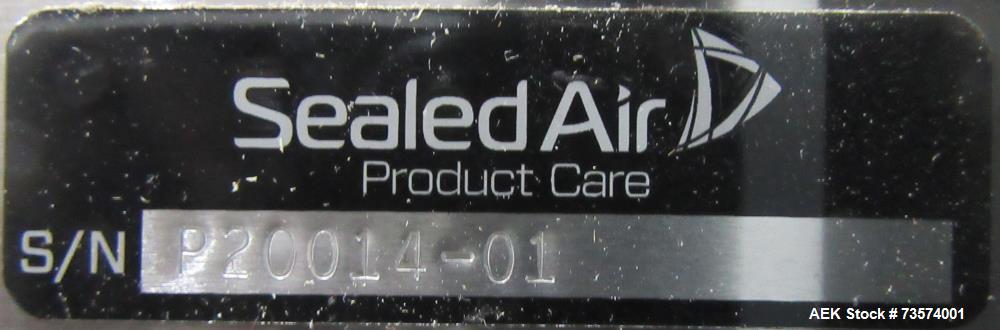 Sealed Air
Product Care
S/N P20014-01
AEK Stock # 73574001